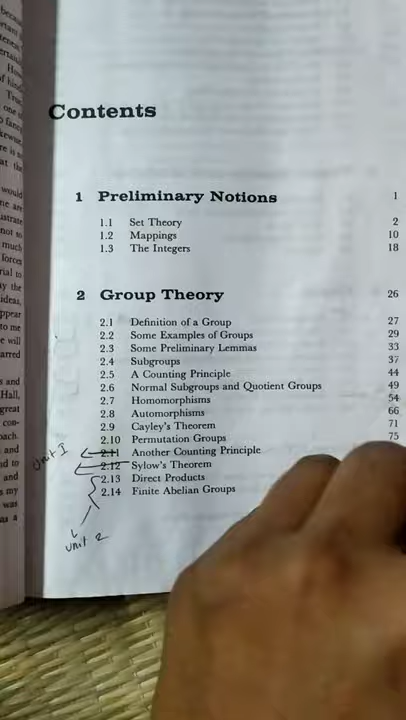 Contents
1 Preliminary Notions 1
1.1 Set Theory 2
1.2 Mappings 10
1.3 The Integers 18
2 Group Theory 26
2.1 Definition of a Group 27
2.2 Some Examples of Groups 29
2.3 Some Preliminary Lemmas 33
2.4 Subgroups 37
2.5 A Counting Principle 44
2.6 Normal Subgroups and Quotient Groups 49
2.7 Homomorphisms 54
2.8 Automorphisms 66
2.9 Cayley's Theorem 71
2.10 Permutation Groups 75
2.11 Another Counting Principle
2.12 Sylow's Theorem
2.13 Direct Products
2.14 Finite Abelian Groups
Unit I
Unit 2